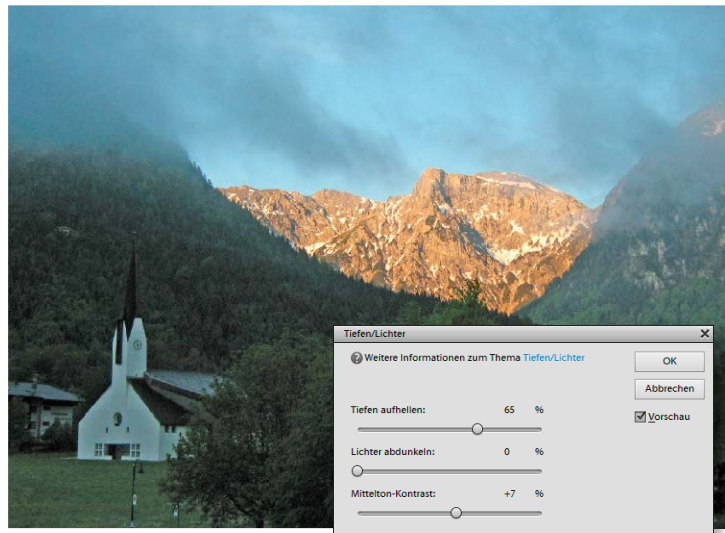 Tiefen/Lichter
Weitere Informationen zum Thema Tiefen/Lichter
OK
Abbrechen
Vorschau
Tiefen aufhellen: 65 %
Lichter abdunkeln: 0 %
Mittelton-Kontrast: +7 %